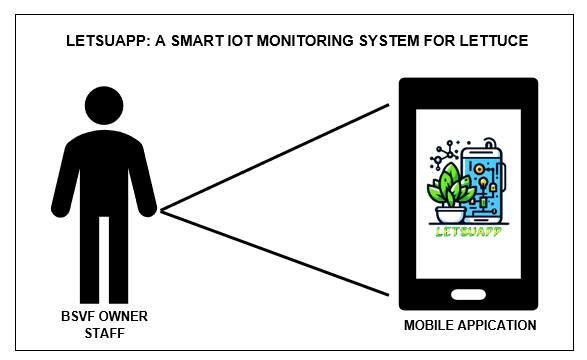 LETSUAPP: A SMART IOT MONITORING SYSTEM FOR LETTUCE
LETSUAPP
BSVF OWNER
STAFF
MOBILE APPICATION